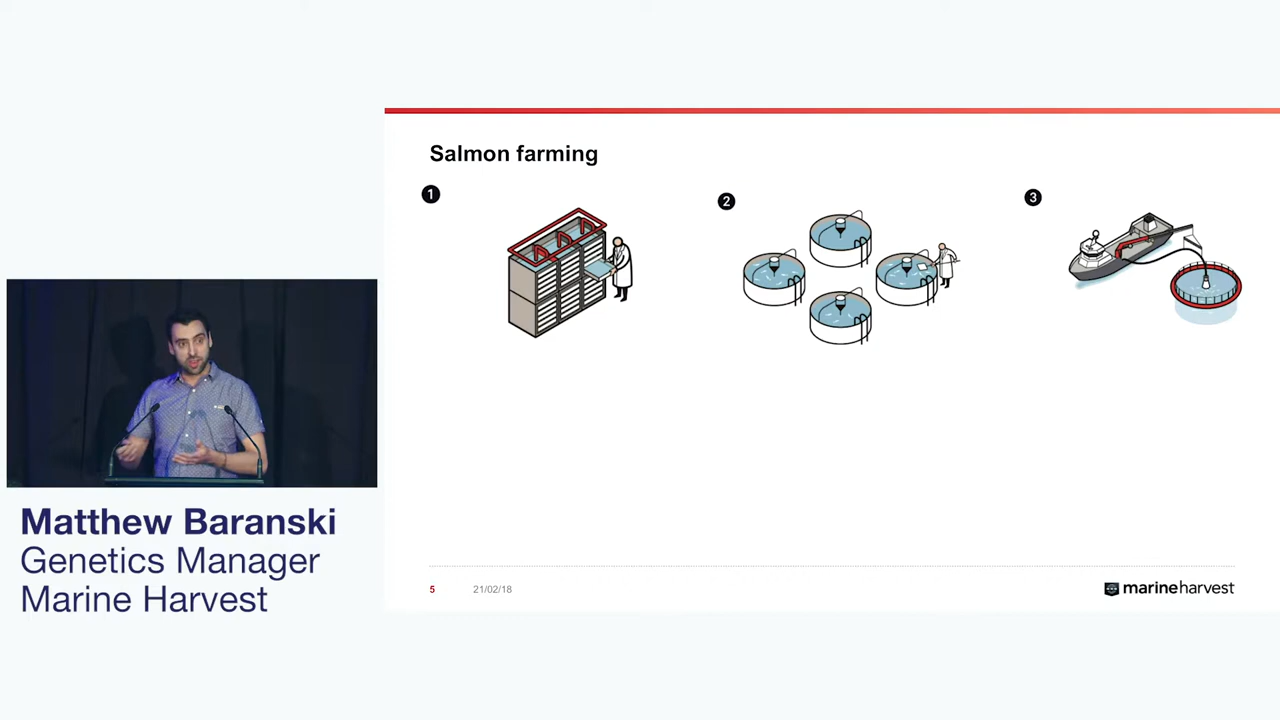 Salmon farming
1
2
3
Matthew Baranski
Genetics Manager
Marine Harvest
5
21/02/18
marineharvest